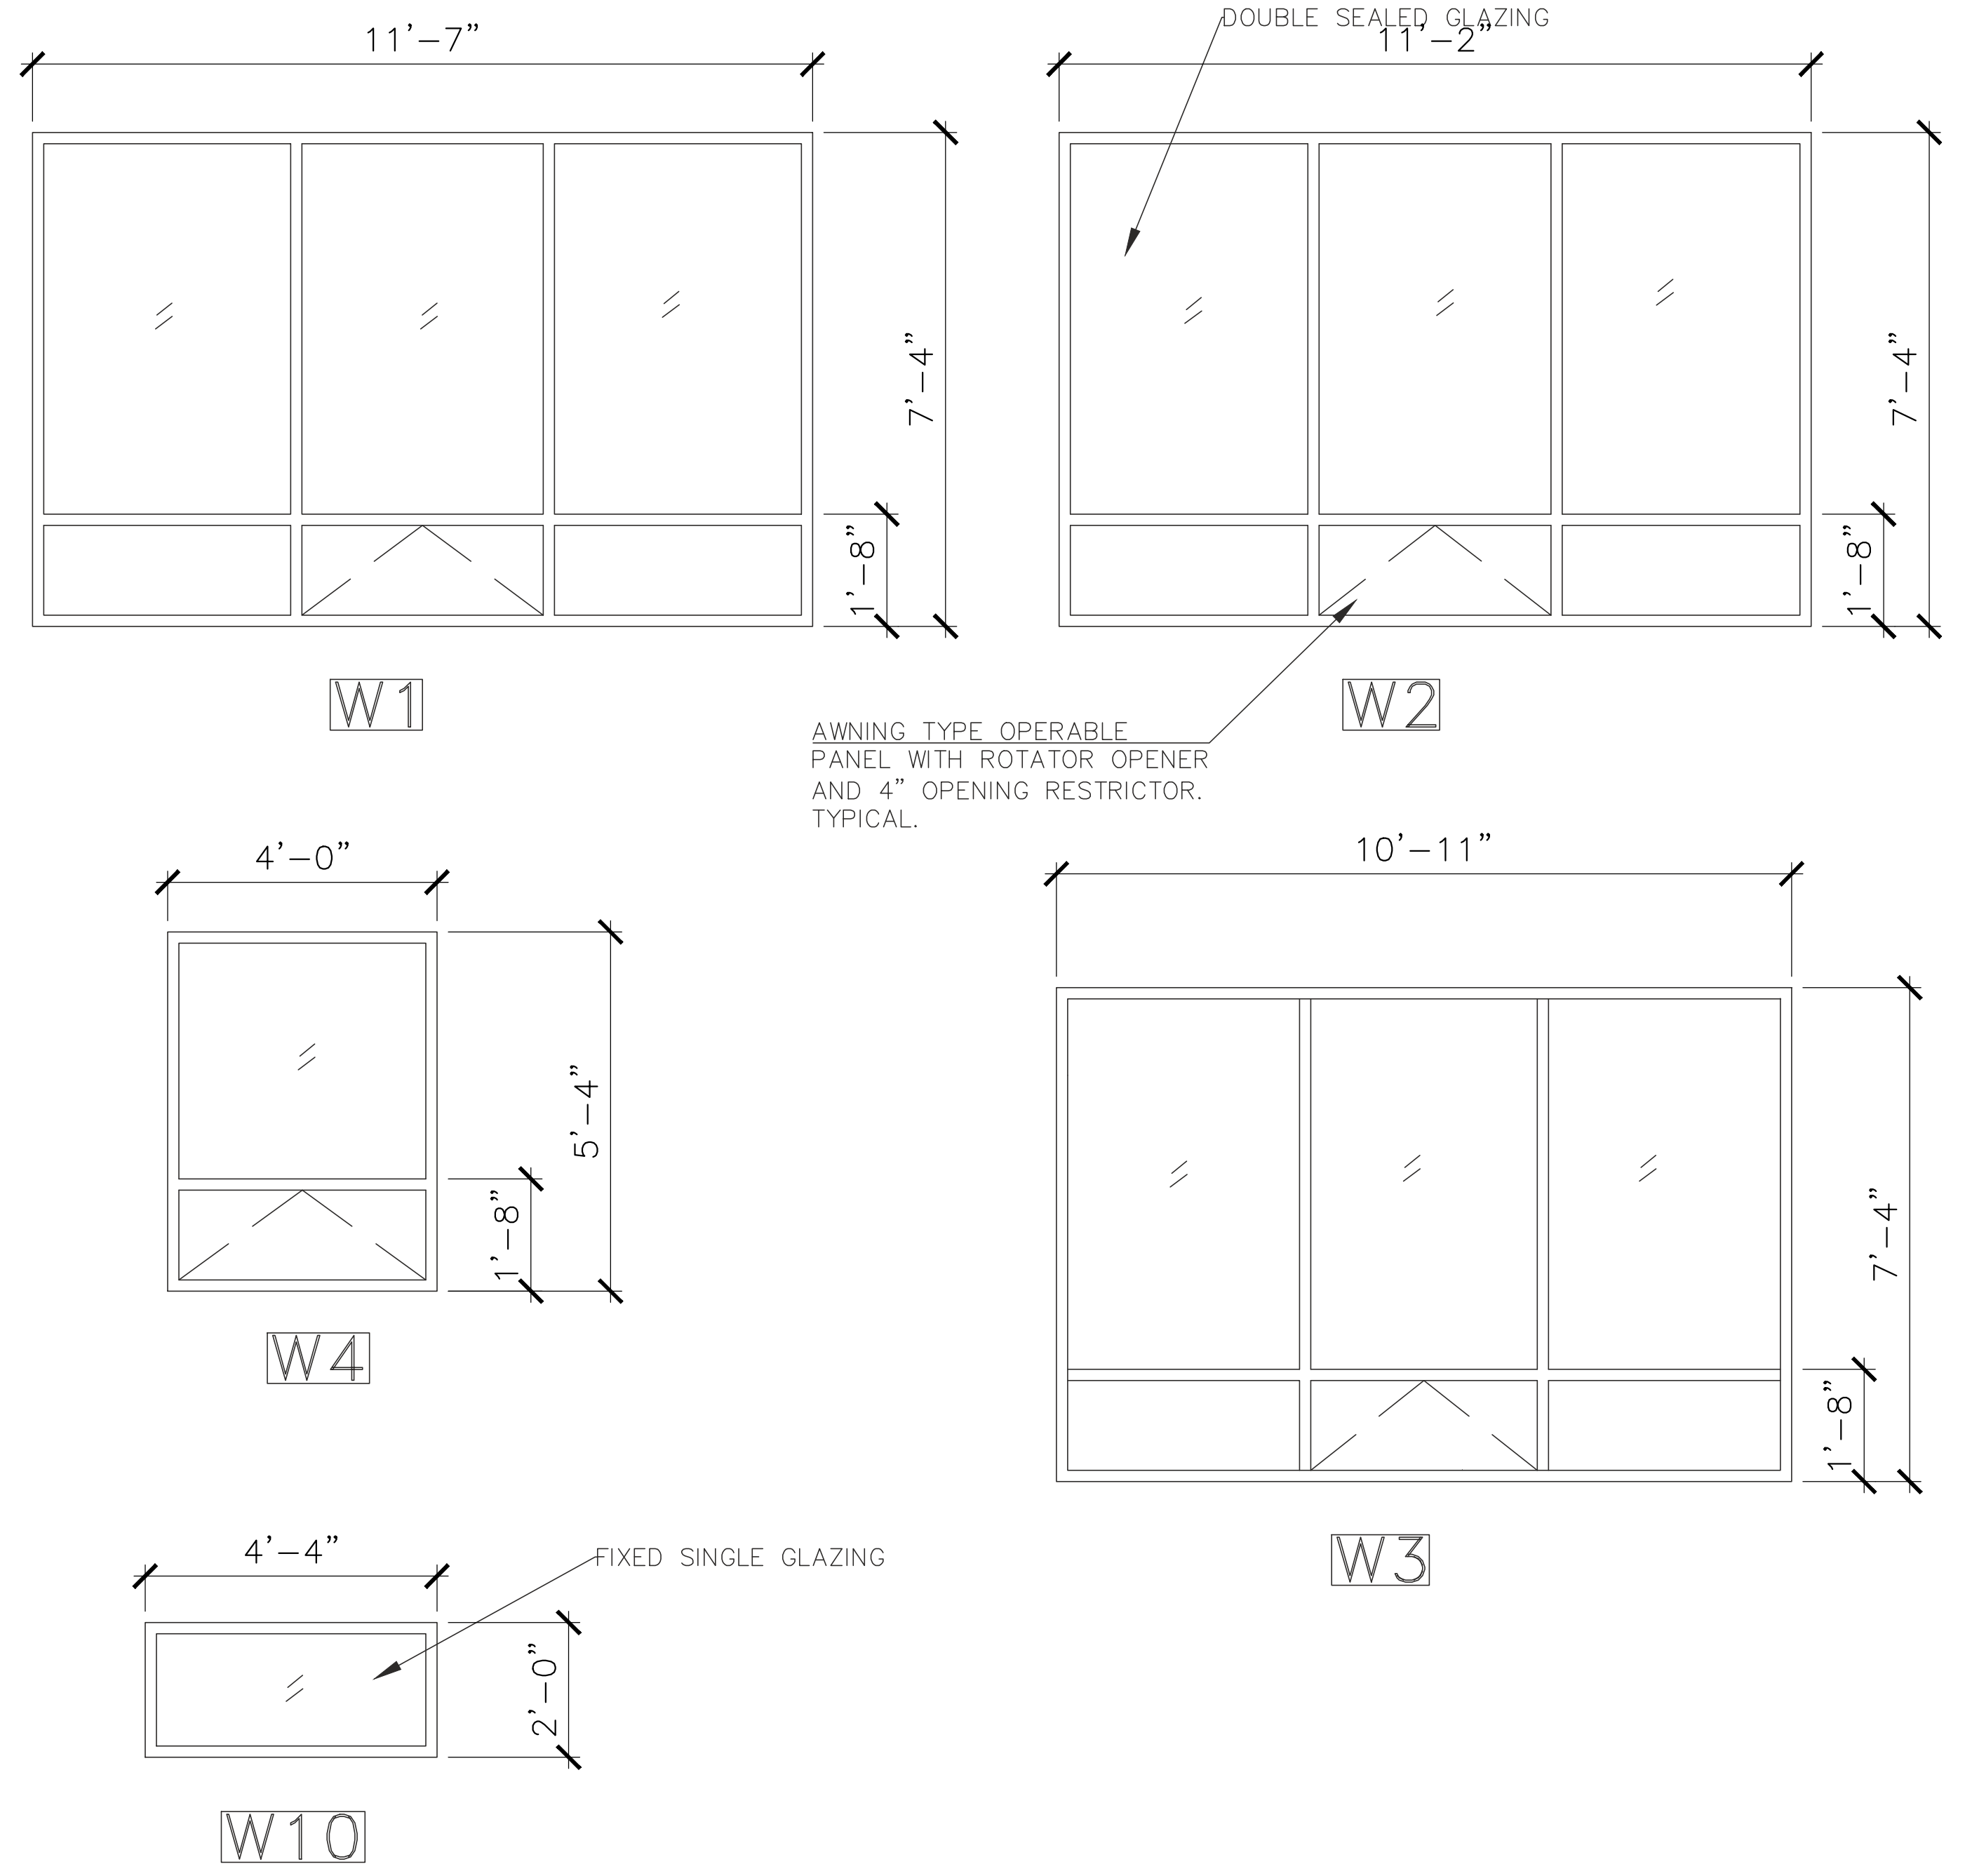 DOUBLE SEALED GLAZING
11'-7"
11'-2"
7'-4"
1'-8"
7'-4"
1'-8"
W1
W2
AWNING TYPE OPERABLE
PANEL WITH ROTATOR OPENER
AND 4" OPENING RESTRICTOR.
TYPICAL.
4'-0"
5'-4"
1'-8"
W4
10'-11"
7'-4"
1'-8"
W3
4'-4"
FIXED SINGLE GLAZING
2'-0"
W10